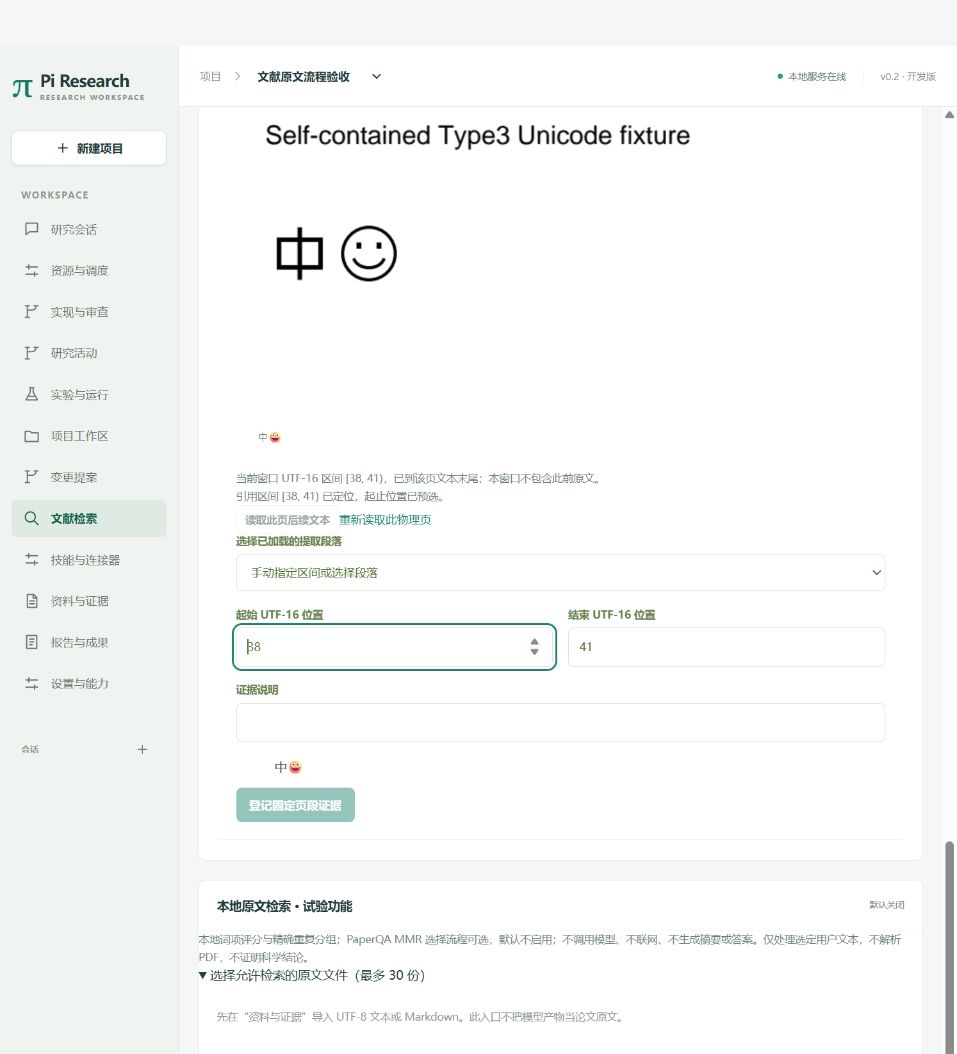 Pi Research
RESEARCH WORKSPACE
项目 > 文献原文流程验收
本地服务在线
v0.2 · 开发版
+ 新建项目
WORKSPACE
研究会话
资源与调度
实现与审查
研究活动
实验与运行
项目工作区
变更提案
文献检索
技能与连接器
资料与证据
报告与成果
设置与能力
会话 +
Self-contained Type3 Unicode fixture
中☺
中😀
当前窗口 UTF-16 区间 [38, 41)，已到该页文本末尾；本窗口不包含此前原文。
引用区间 [38, 41) 已定位，起止位置已预选。
读取此页后续文本 重新读取此物理页
选择已加载的提取段落
手动指定区间或选择段落
起始 UTF-16 位置 结束 UTF-16 位置
38 41
证据说明
中😀
登记固定页段证据
本地原文检索 • 试验功能 默认关闭
本地词项评分与精确重复分组；PaperQA MMR 选择流程可选，默认不启用；不调用模型、不联网、不生成摘要或答案。仅处理选定用户文本，不解析
PDF，不证明科学结论。
▼选择允许检索的原文文件（最多 30 份）
先在“资料与证据”导入 UTF-8 文本或 Markdown。此入口不把模型产物当论文原文。